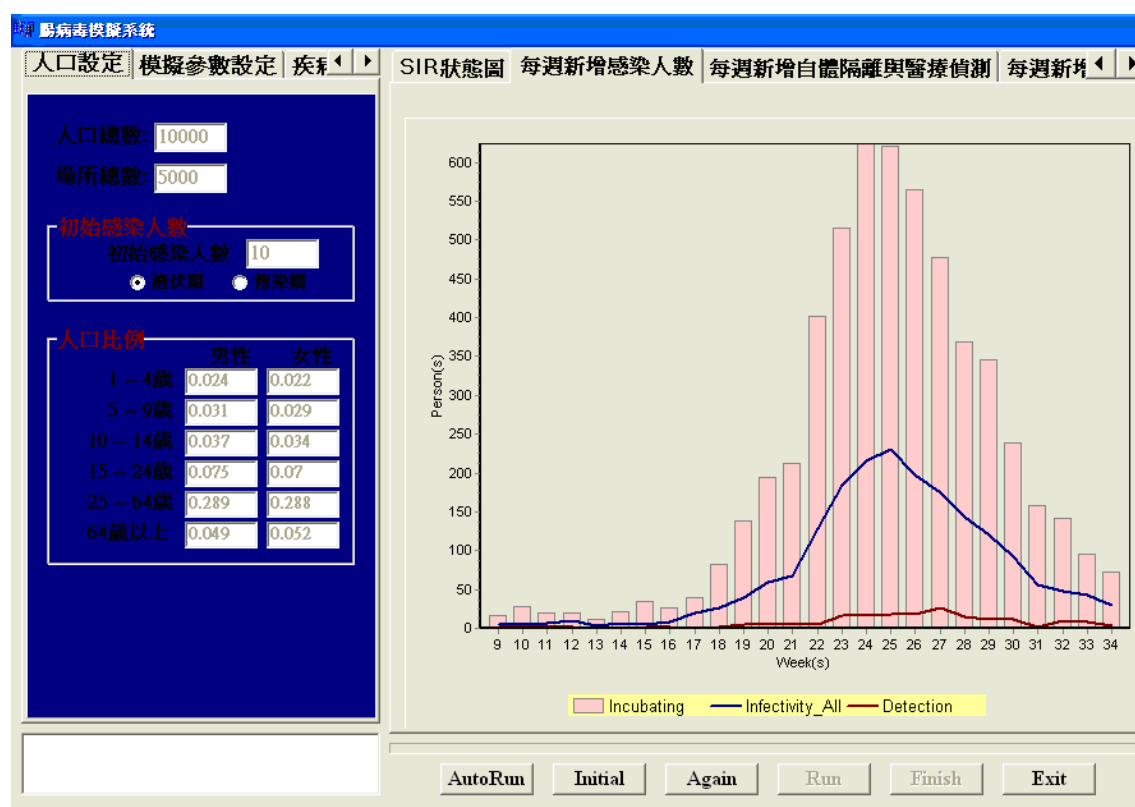 腸病毒模擬系統
人口設定 模擬參數設定 疾
人口總數: 10000
場所總數: 5000
初始感染人數
初始感染人數 10
潛伏期 傳染期
人口比例
男性 女性
1 ~ 4歲 0.024 0.022
5 ~ 9歲 0.031 0.029
10 ~ 14歲 0.037 0.034
15 ~ 24歲 0.075 0.07
25 ~ 64歲 0.289 0.288
64歲以上 0.049 0.052
SIR狀態圖 每週新增感染人數 每週新增自體隔離與醫療偵測 每週新增
600
550
500
450
400
350
300
250
200
150
100
50
0
Person(s)
9 10 11 12 13 14 15 16 17 18 19 20 21 22 23 24 25 26 27 28 29 30 31 32 33 34
Week(s)
Incubating Infectivity_All Detection
AutoRun Initial Again Run Finish Exit